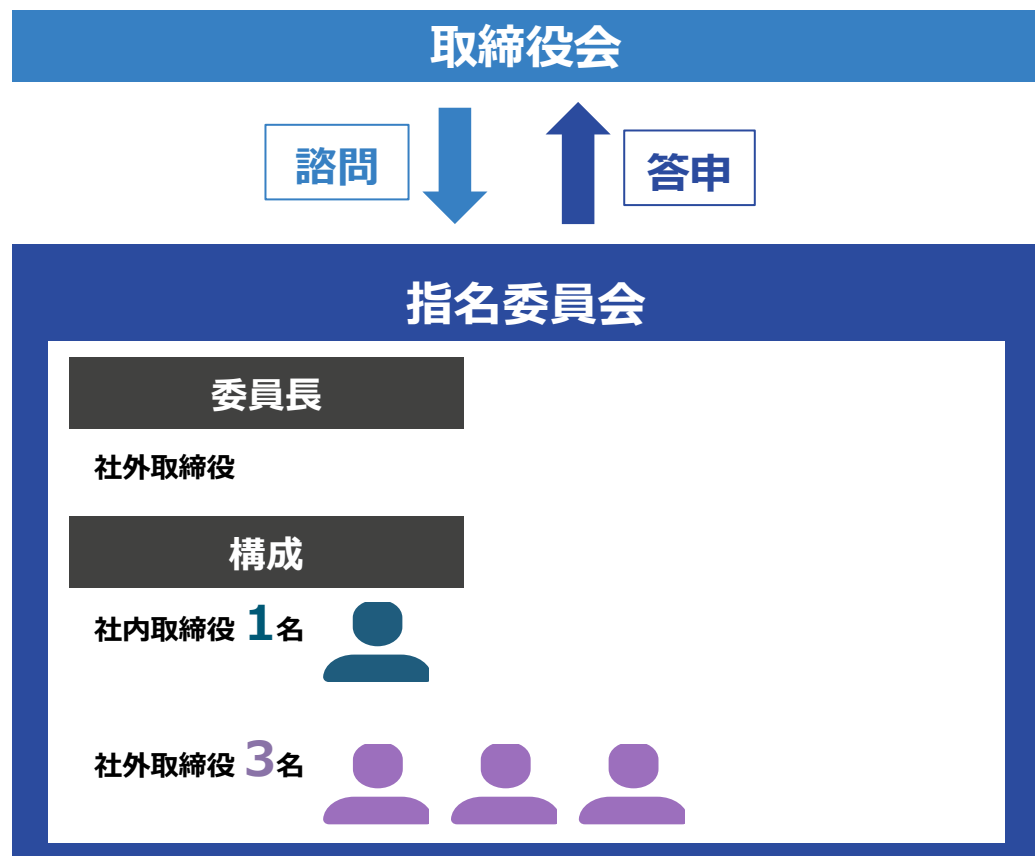 取締役会
諮問
答申
指名委員会
委員長
社外取締役
構成
社内取締役 1名
社外取締役 3名